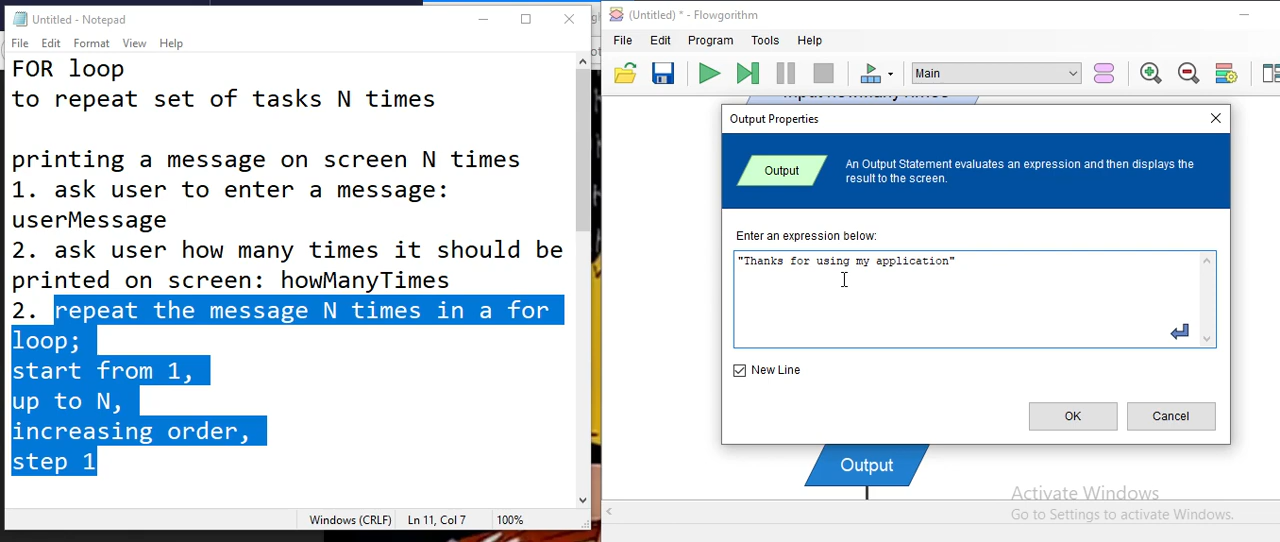 Untitled - Notepad
File Edit Format View Help
FOR loop
to repeat set of tasks N times
printing a message on screen N times
1. ask user to enter a message:
userMessage
2. ask user how many times it should be
printed on screen: howManyTimes
2. repeat the message N times in a for
loop;
start from 1,
up to N,
increasing order,
step 1
Windows (CRLF) Ln 11, Col 7 100%
(Untitled) * - Flowgorithm
File Edit Program Tools Help
Main
Input howManyTimes
Output Properties
Output
An Output Statement evaluates an expression and then displays the
result to the screen.
Enter an expression below:
"Thanks for using my application"
New Line
OK Cancel
Output
Activate Windows
Go to Settings to activate Windows.